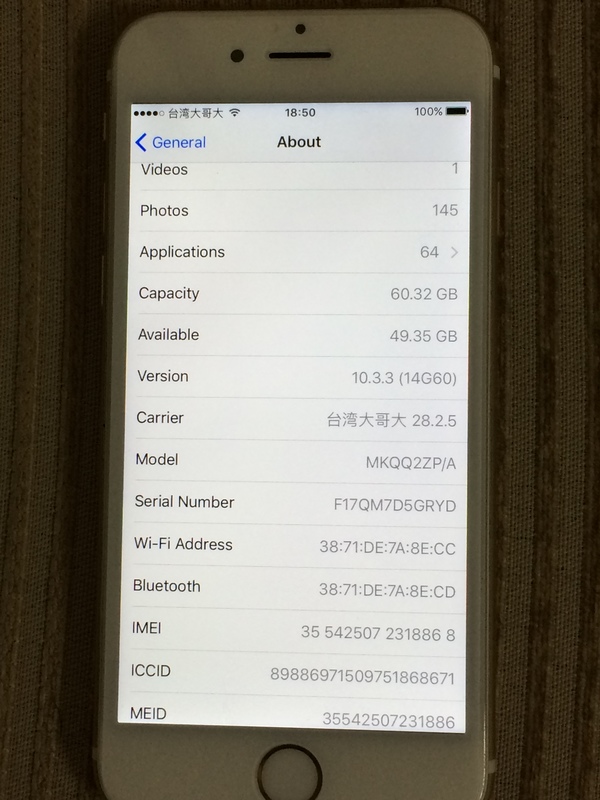 台湾大哥大 18:50 100%
General About
Videos 1
Photos 145
Applications 64
Capacity 60.32 GB
Available 49.35 GB
Version 10.3.3 (14G60)
Carrier 台湾大哥大 28.2.5
Model MKQQ2ZP/A
Serial Number F17QM7D5GRYD
Wi-Fi Address 38:71:DE:7A:8E:CC
Bluetooth 38:71:DE:7A:8E:CD
IMEI 35 542507 231886 8
ICCID 89886971509751868671
MEID 35542507231886